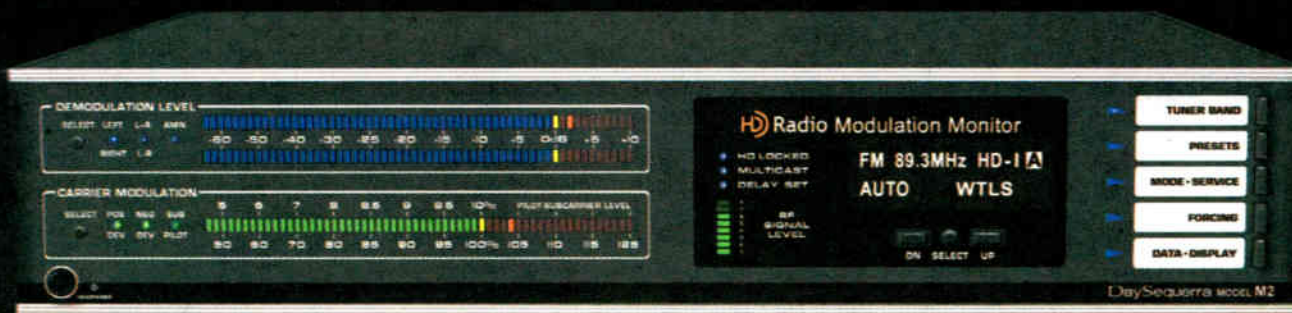 DEMODULATION LEVEL
SELECT LEFT L+R AMN.
RIGHT L-R
-60 -50 -40 -30 -25 -20 -15 -10 -5 0dB +5 +10
CARRIER MODULATION
SELECT POS NEG SUB
DEV DEV PILOT
5 6 7 8 8.5 9 9.5 10% PILOT/SUBCARRIER LEVEL
50 60 70 80 85 90 95 100% 105 110 115 125
HD Radio Modulation Monitor
HD LOCKED
MULTICAST
DELAY SET
FM 89.3MHz HD-1 A
AUTO WTLS
RF
SIGNAL
LEVEL
DN SELECT UP
TUNER BAND
PRESETS
MODE - SERVICE
FORCING
DATA - DISPLAY
DaySequerra MODEL M2